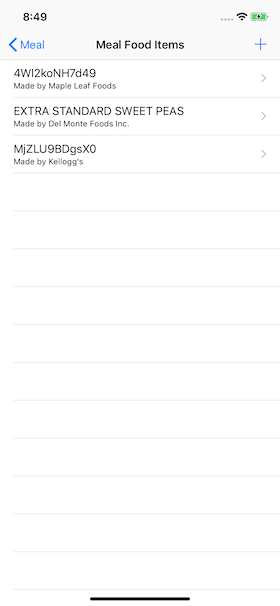 8:49
Meal
Meal Food Items
4Wl2koNH7d49
Made by Maple Leaf Foods
EXTRA STANDARD SWEET PEAS
Made by Del Monte Foods Inc.
MjZLU9BDgsX0
Made by Kellogg's